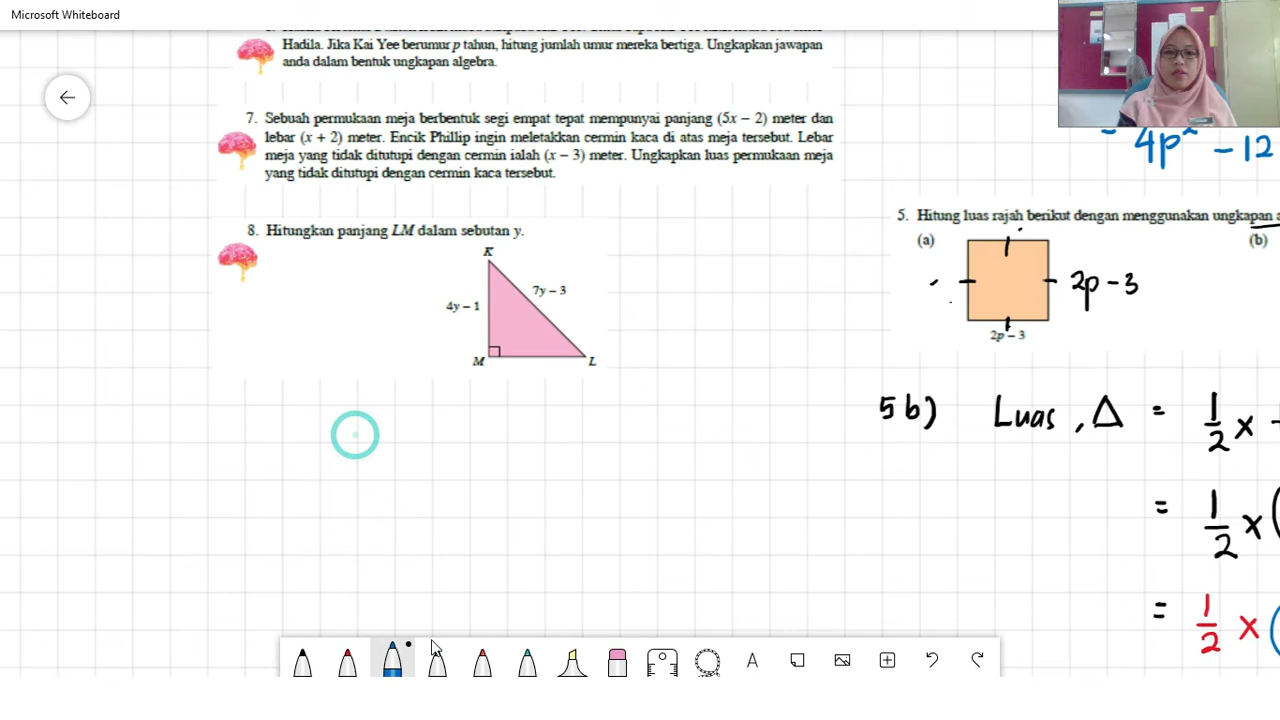 Microsoft Whiteboard
Hadila. Jika Kai Yee berumur p tahun, hitung jumlah umur mereka bertiga. Ungkapkan jawapan
anda dalam bentuk ungkapan algebra.
7. Sebuah permukaan meja berbentuk segi empat tepat mempunyai panjang (5x – 2) meter dan
lebar (x + 2) meter. Encik Phillip ingin meletakkan cermin kaca di atas meja tersebut. Lebar
meja yang tidak ditutupi dengan cermin ialah (x – 3) meter. Ungkapkan luas permukaan meja
yang tidak ditutupi dengan cermin kaca tersebut.
8. Hitungkan panjang LM dalam sebutan y.
K
7y – 3
4y – 1
M
L
= 4p² – 12
5. Hitung luas rajah berikut dengan menggunakan ungkapan
(a)
(b)
2p – 3
2p – 3
5 b) Luas, Δ = 1/2 x
= 1/2 x (
= 1/2 x (
A